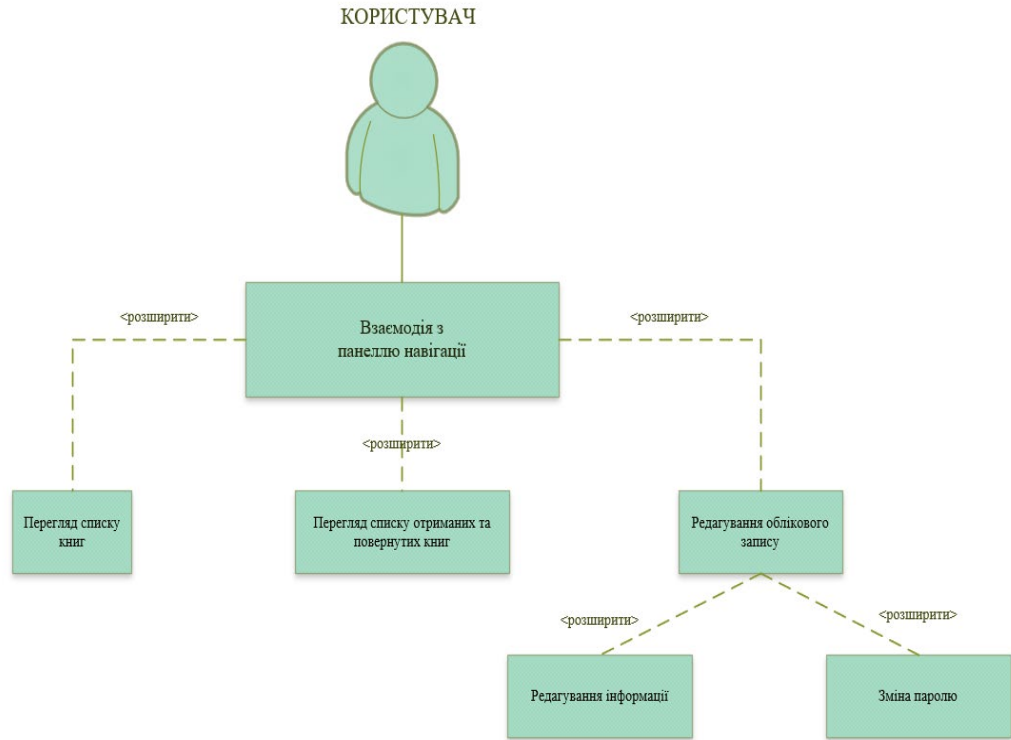 КОРИСТУВАЧ
<розширити>
Взаємодія з
панеллю навігації
<розширити>
<розширити>
Перегляд списку
книг
Перегляд списку отриманих та
повернутих книг
Редагування облікового
запису
<розширити>
<розширити>
Редагування інформації
Зміна паролю